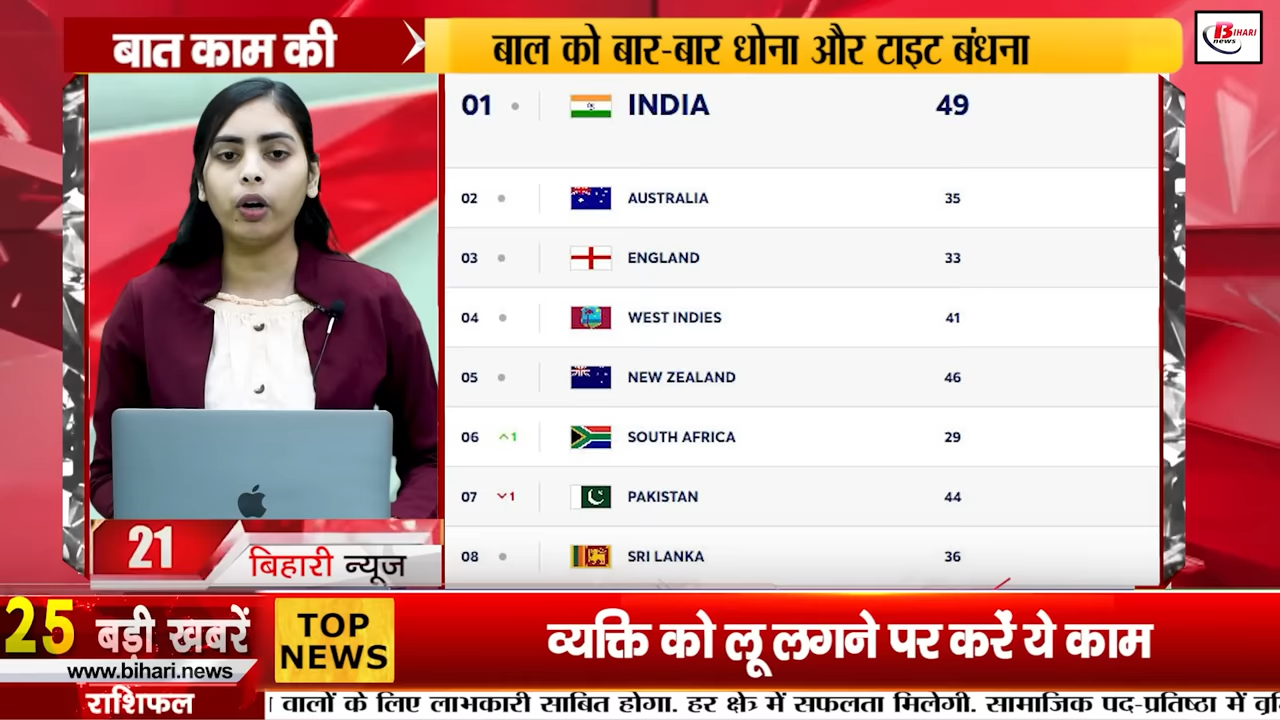 बात काम की
बाल को बार-बार धोना और टाइट बंधना
BIHARI
news
01 INDIA 49
02 AUSTRALIA 35
03 ENGLAND 33
04 WEST INDIES 41
05 NEW ZEALAND 46
06 1 SOUTH AFRICA 29
07 1 PAKISTAN 44
08 SRI LANKA 36
21
बिहारी न्यूज
25 बड़ी खबरें
www.bihari.news
TOP
NEWS
व्यक्ति को लू लगने पर करें ये काम
राशिफल
वालों के लिए लाभकारी साबित होगा. हर क्षेत्र में सफलता मिलेगी. सामाजिक पद-प्रतिष्ठा में